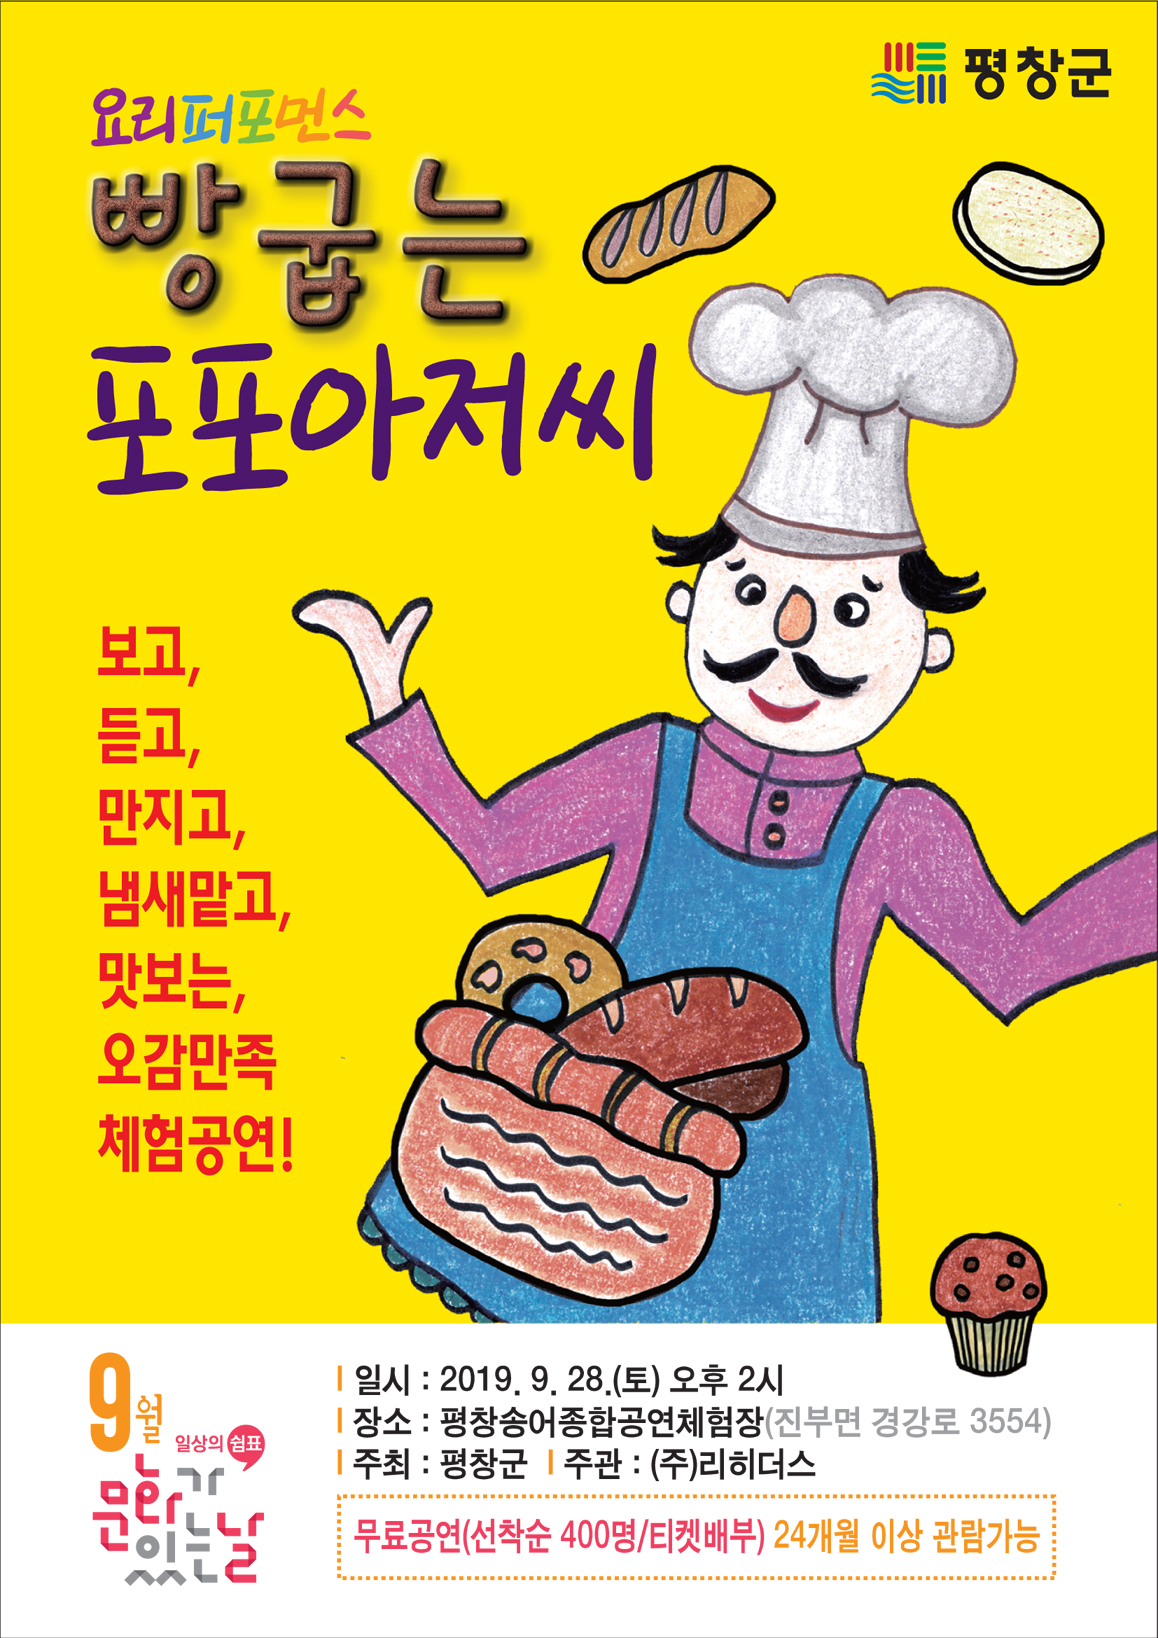 평창군
요리퍼포먼스
빵굽는
포포아저씨
보고,
듣고,
만지고,
냄새맡고,
맛보는,
오감만족
체험공연!
9월
일상의 쉼표
문화가
있는날
일시 : 2019. 9. 28.(토) 오후 2시
장소 : 평창송어종합공연체험장(진부면 경강로 3554)
주최 : 평창군 주관 : (주)리히더스
무료공연(선착순 400명/티켓배부) 24개월 이상 관람가능